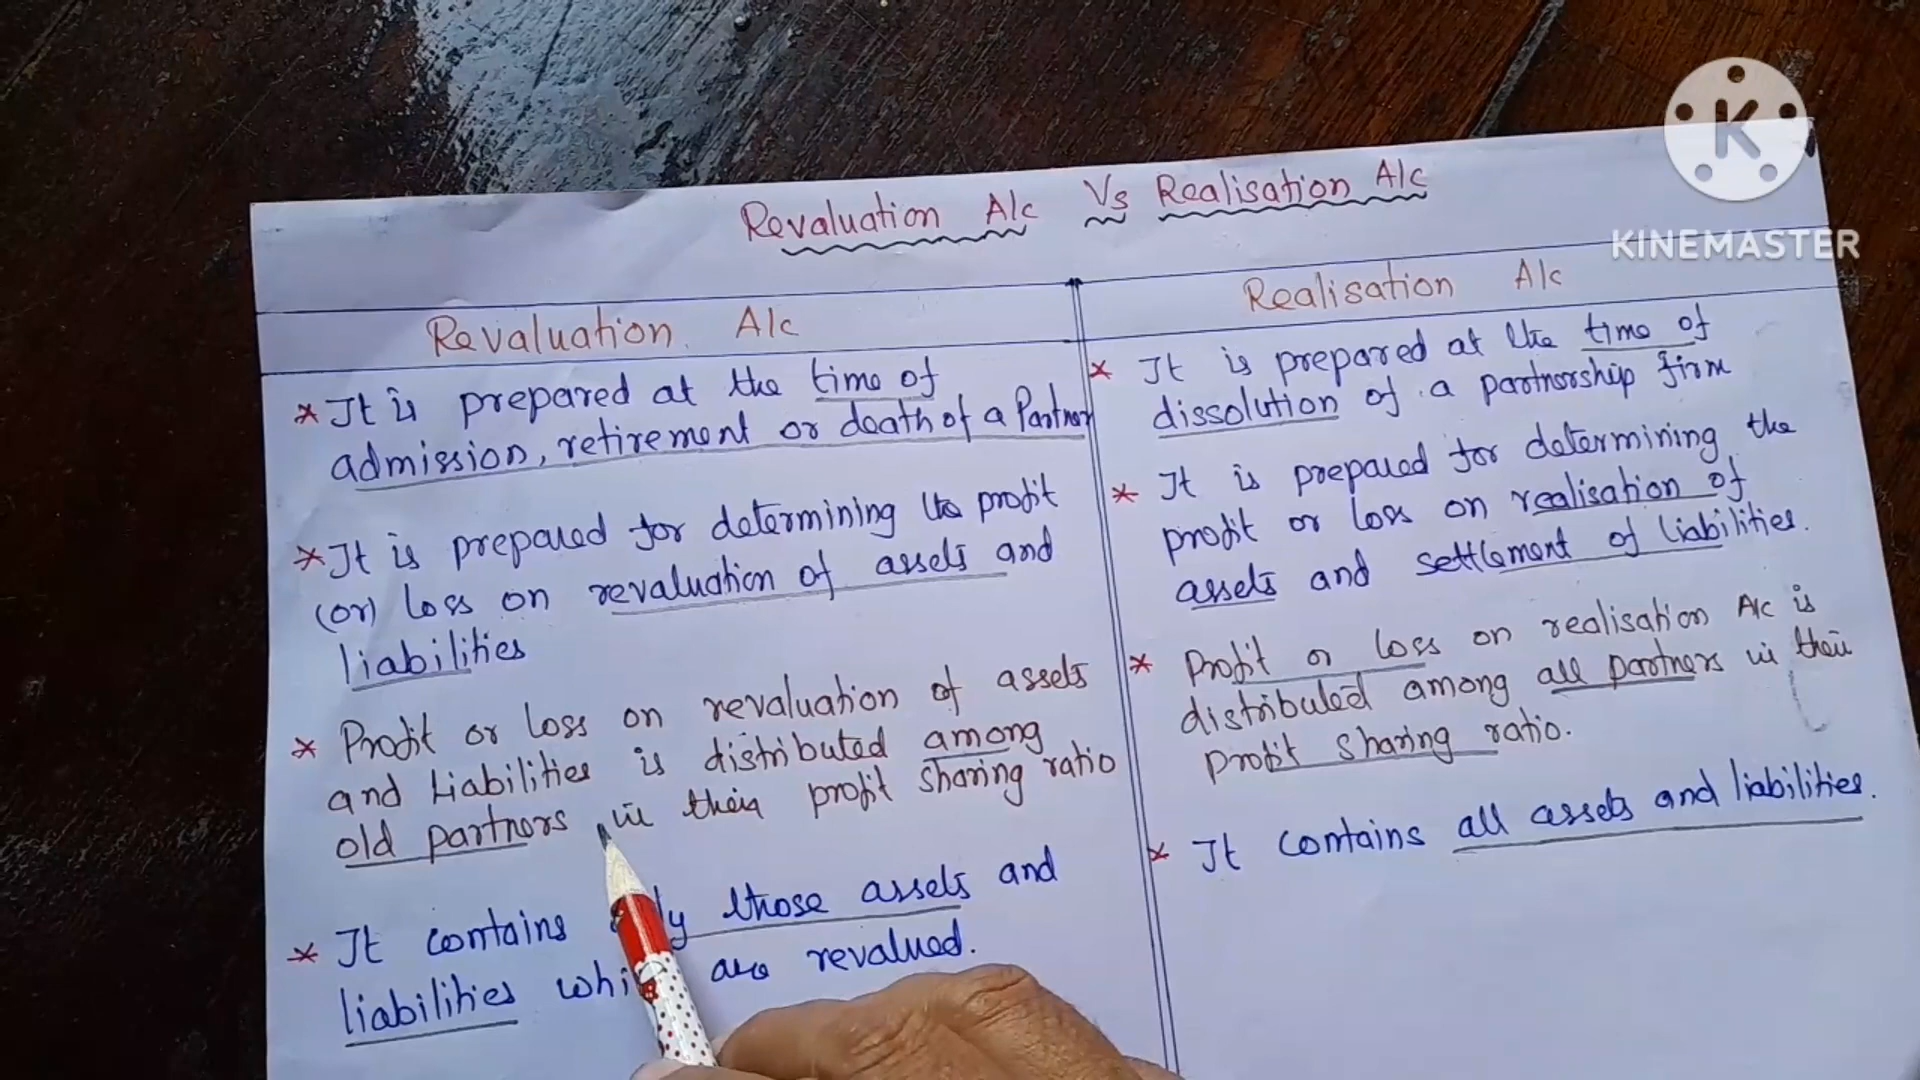 K
KINEMASTER
Revaluation A/c Vs Realisation A/c
Revaluation A/c
* It is prepared at the time of
admission, retirement or death of a Partner
* It is prepared for determining the profit
(or) loss on revaluation of assets and
liabilities
* Profit or loss on revaluation of assets
and liabilities is distributed among
old partners in their profit sharing ratio
* It contains those assets and
liabilities are revalued.
Realisation A/c
* It is prepared at the time of
dissolution of a partnership firm
* It is prepared for determining the
profit or loss on realisation of
assets and settlement of liabilities.
* Profit or loss on realisation A/c is
distributed among all partners in their
profit sharing ratio.
* It contains all assets and liabilities.